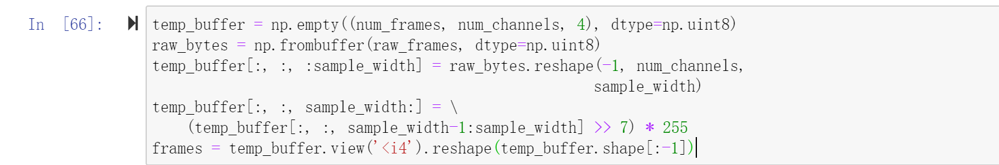 In [66]:
temp_buffer = np.empty((num_frames, num_channels, 4), dtype=np.uint8)
raw_bytes = np.frombuffer(raw_frames, dtype=np.uint8)
temp_buffer[:, :, :sample_width] = raw_bytes.reshape(-1, num_channels,
                                                     sample_width)
temp_buffer[:, :, sample_width:] = \
    (temp_buffer[:, :, sample_width-1:sample_width] >> 7) * 255
frames = temp_buffer.view('<i4').reshape(temp_buffer.shape[:-1])